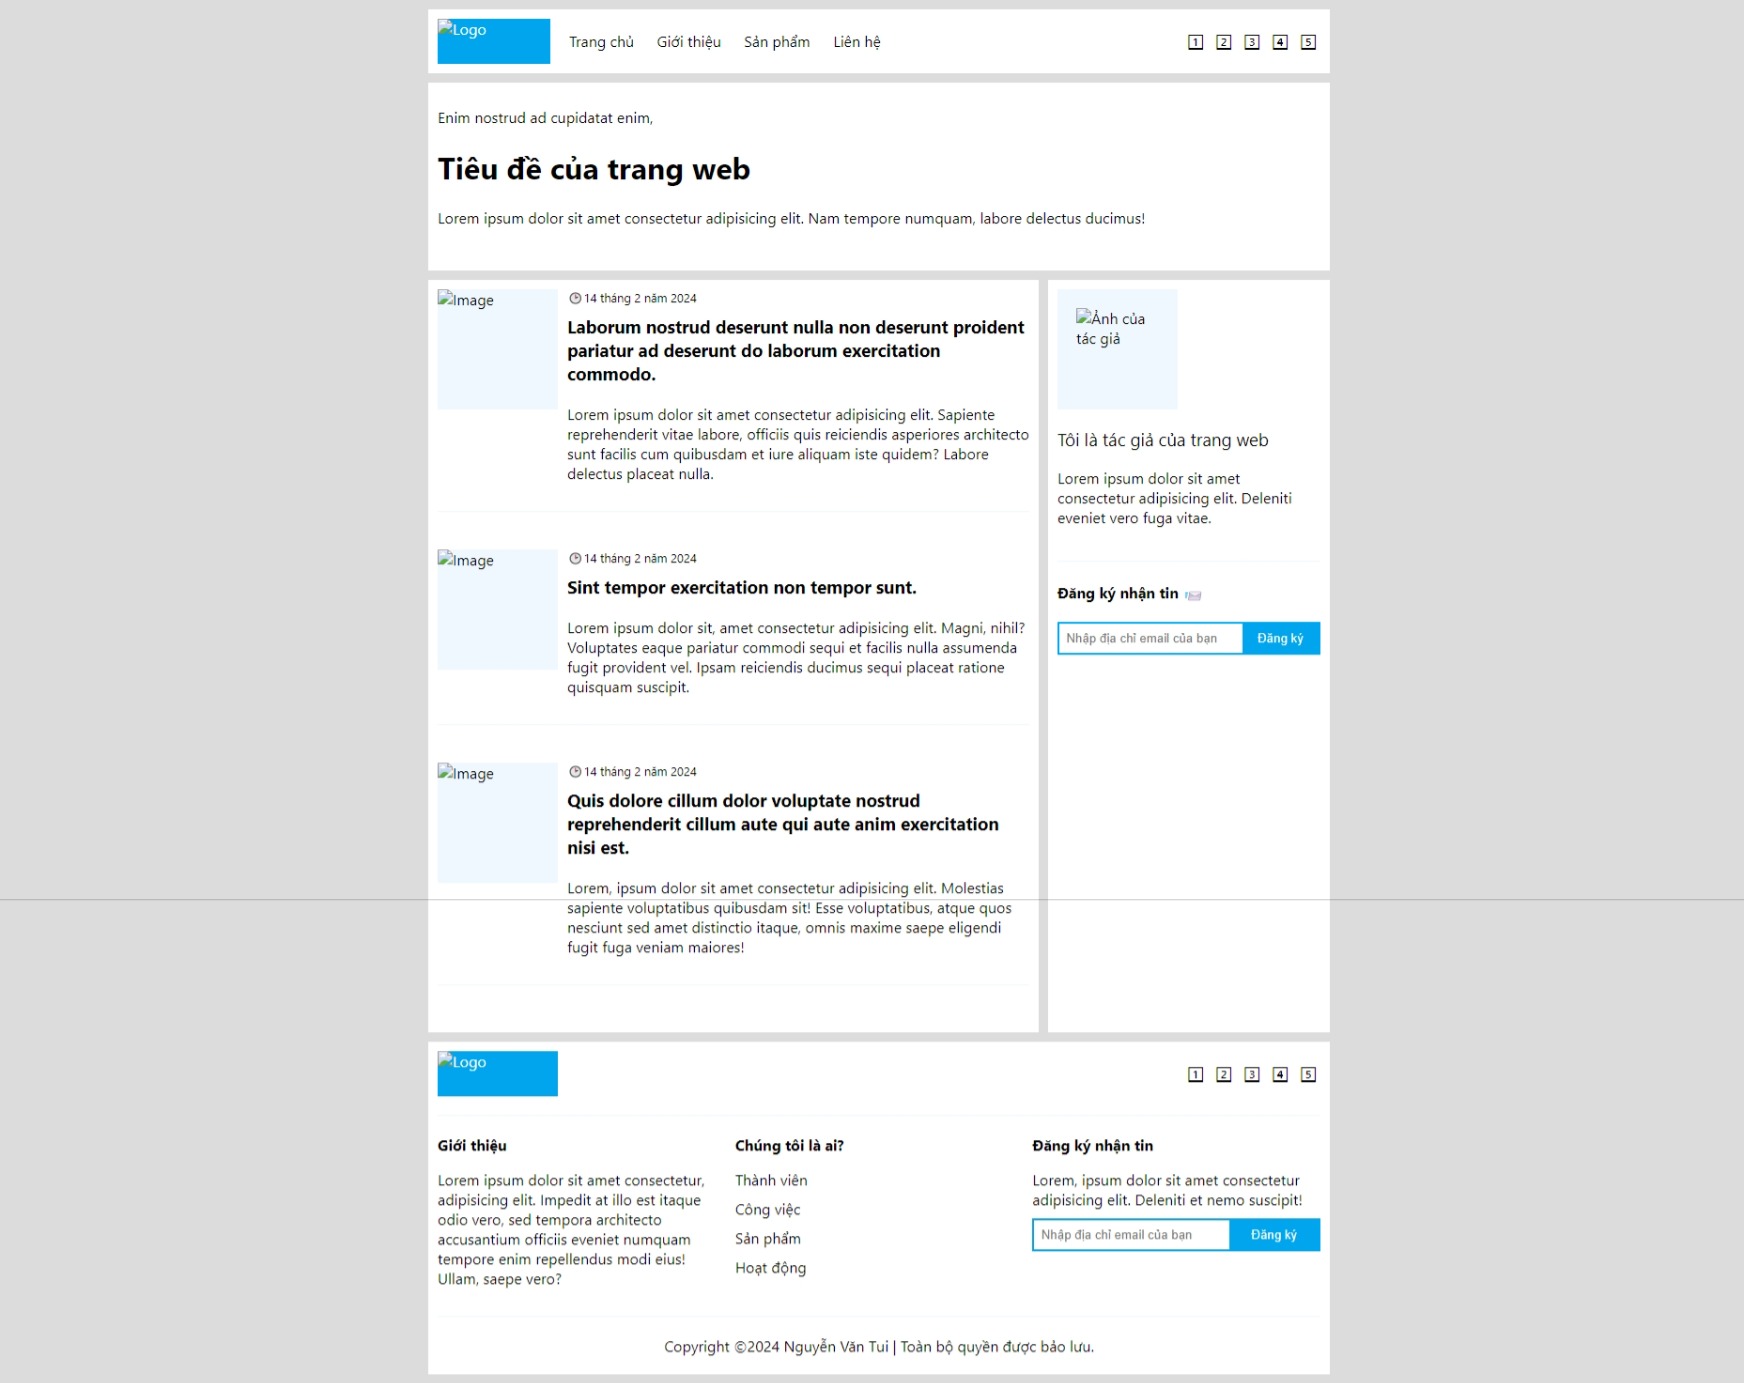 Logo
Trang chủ Giới thiệu Sản phẩm Liên hệ
1 2 3 4 5
Enim nostrud ad cupidatat enim,
Tiêu đề của trang web
Lorem ipsum dolor sit amet consectetur adipisicing elit. Nam tempore numquam, labore delectus ducimus!
Image
14 tháng 2 năm 2024
Laborum nostrud deserunt nulla non deserunt proident
pariatur ad deserunt do laborum exercitation
commodo.
Lorem ipsum dolor sit amet consectetur adipisicing elit. Sapiente
reprehenderit vitae labore, officiis quis reiciendis asperiores architecto
sunt facilis cum quibusdam et iure aliquam iste quidem? Labore
delectus placeat nulla.
Image
14 tháng 2 năm 2024
Sint tempor exercitation non tempor sunt.
Lorem ipsum dolor sit, amet consectetur adipisicing elit. Magni, nihil?
Voluptates eaque pariatur commodi sequi et facilis nulla assumenda
fugit provident vel. Ipsam reiciendis ducimus sequi placeat ratione
quisquam suscipit.
Image
14 tháng 2 năm 2024
Quis dolore cillum dolor voluptate nostrud
reprehenderit cillum aute qui aute anim exercitation
nisi est.
Lorem, ipsum dolor sit amet consectetur adipisicing elit. Molestias
sapiente voluptatibus quibusdam sit! Esse voluptatibus, atque quos
nesciunt sed amet distinctio itaque, omnis maxime saepe eligendi
fugit fuga veniam maiores!
Ảnh của
tác giả
Tôi là tác giả của trang web
Lorem ipsum dolor sit amet
consectetur adipisicing elit. Deleniti
eveniet vero fuga vitae.
Đăng ký nhận tin
Nhập địa chỉ email của bạn Đăng ký
Logo
1 2 3 4 5
Giới thiệu
Lorem ipsum dolor sit amet consectetur,
adipisicing elit. Impedit at illo est itaque
odio vero, sed tempora architecto
accusantium officiis eveniet numquam
tempore enim repellendus modi eius!
Ullam, saepe vero?
Chúng tôi là ai?
Thành viên
Công việc
Sản phẩm
Hoạt động
Đăng ký nhận tin
Lorem, ipsum dolor sit amet consectetur
adipisicing elit. Deleniti et nemo suscipit!
Nhập địa chỉ email của bạn Đăng ký
Copyright ©2024 Nguyễn Văn Tui | Toàn bộ quyền được bảo lưu.